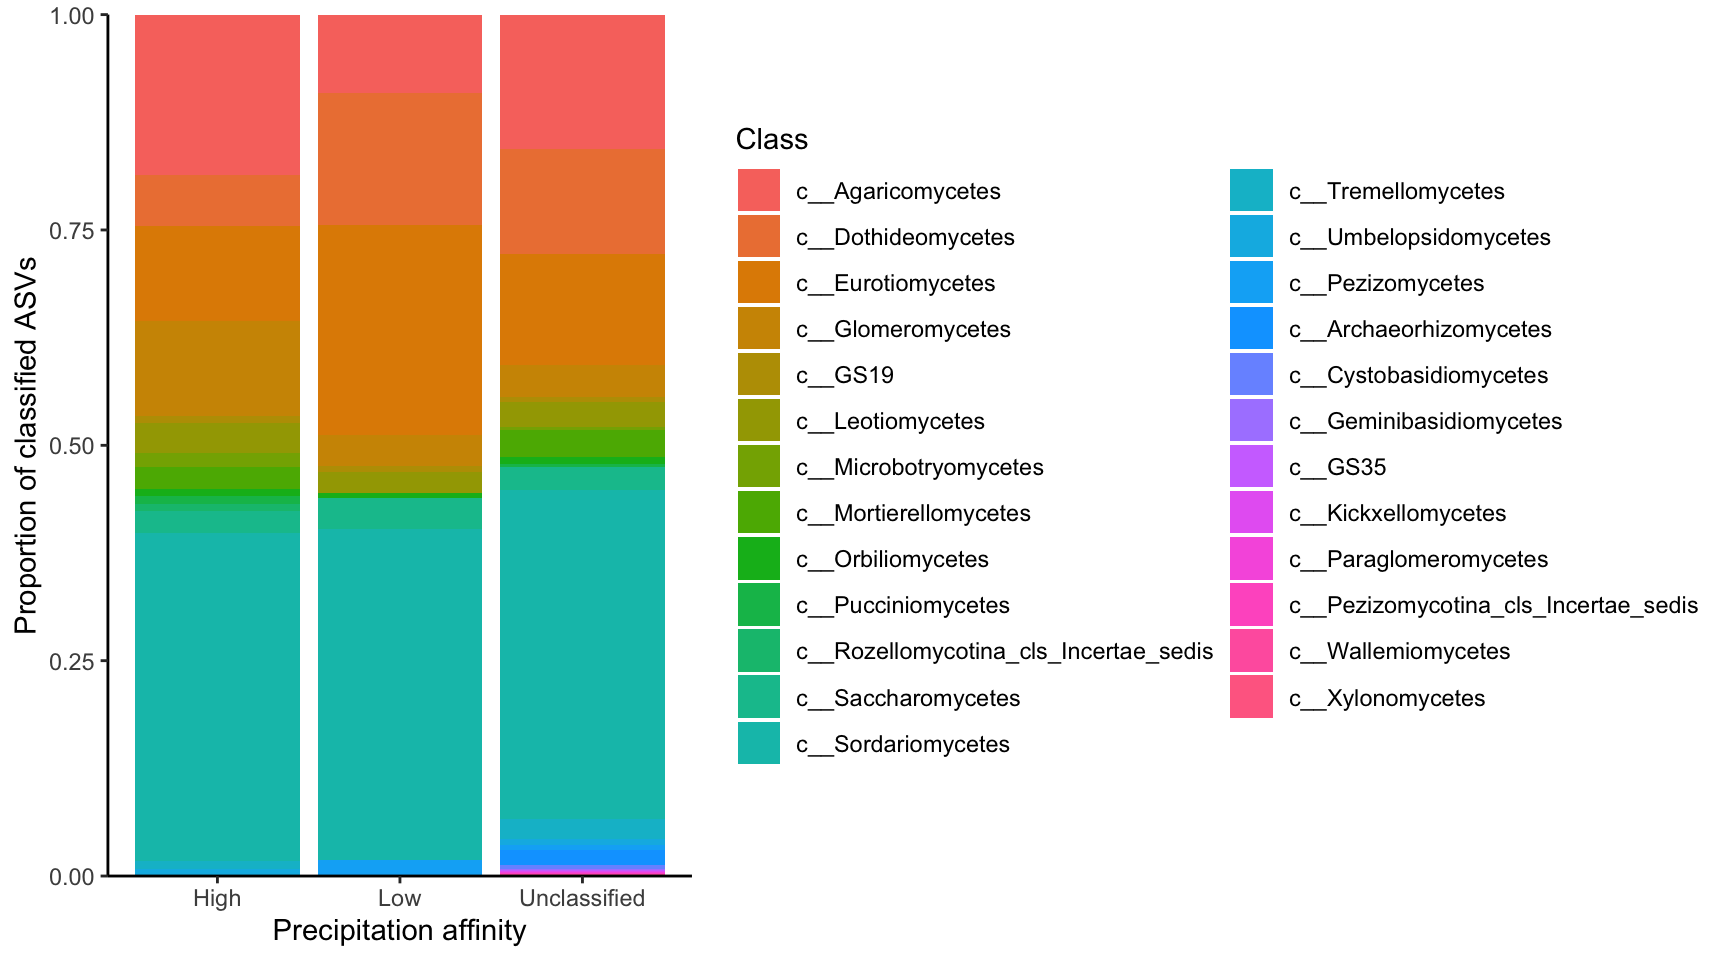 Proportion of classified ASVs
1.00
0.75
0.50
0.25
0.00
High
Low
Unclassified
Precipitation affinity
Class
c__Agaricomycetes
c__Dothideomycetes
c__Eurotiomycetes
c__Glomeromycetes
c__GS19
c__Leotiomycetes
c__Microbotryomycetes
c__Mortierellomycetes
c__Orbiliomycetes
c__Pucciniomycetes
c__Rozellomycotina_cls_Incertae_sedis
c__Saccharomycetes
c__Sordariomycetes
c__Tremellomycetes
c__Umbelopsidomycetes
c__Pezizomycetes
c__Archaeorhizomycetes
c__Cystobasidiomycetes
c__Geminibasidiomycetes
c__GS35
c__Kickxellomycetes
c__Paraglomeromycetes
c__Pezizomycotina_cls_Incertae_sedis
c__Wallemiomycetes
c__Xylonomycetes